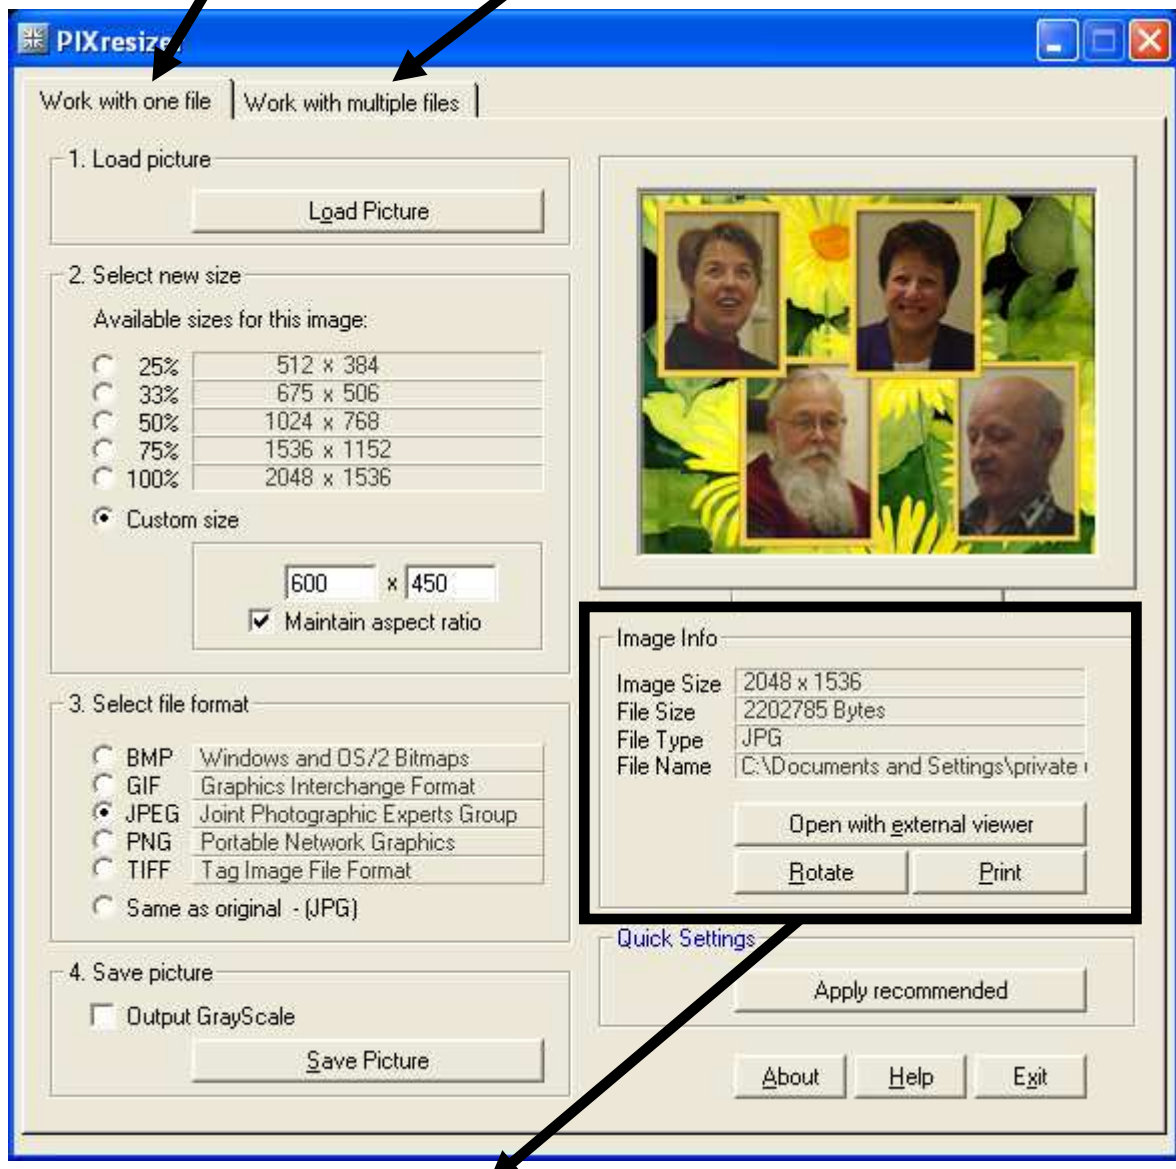 PIXresizer
Work with one file
Work with multiple files
1. Load picture
Load Picture
2. Select new size
Available sizes for this image:
25% 512 x 384
33% 675 x 506
50% 1024 x 768
75% 1536 x 1152
100% 2048 x 1536
Custom size
600 x 450
Maintain aspect ratio
3. Select file format
BMP Windows and OS/2 Bitmaps
GIF Graphics Interchange Format
JPEG Joint Photographic Experts Group
PNG Portable Network Graphics
TIFF Tag Image File Format
Same as original - (JPG)
4. Save picture
Output GrayScale
Save Picture
Image Info
Image Size 2048 x 1536
File Size 2202785 Bytes
File Type JPG
File Name C:\Documents and Settings\private
Open with external viewer
Rotate
Print
Quick Settings
Apply recommended
About
Help
Exit